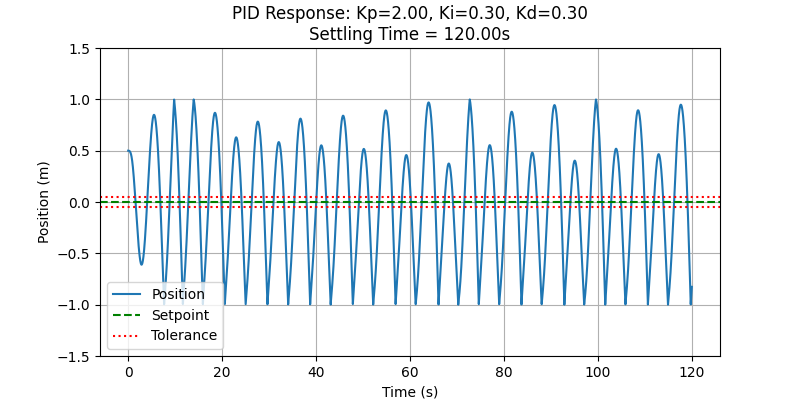 PID Response: Kp=2.00, Ki=0.30, Kd=0.30
Settling Time = 120.00s
1.5
1.0
0.5
0.0
−0.5
−1.0
−1.5
Position (m)
Position
Setpoint
Tolerance
0 20 40 60 80 100 120
Time (s)